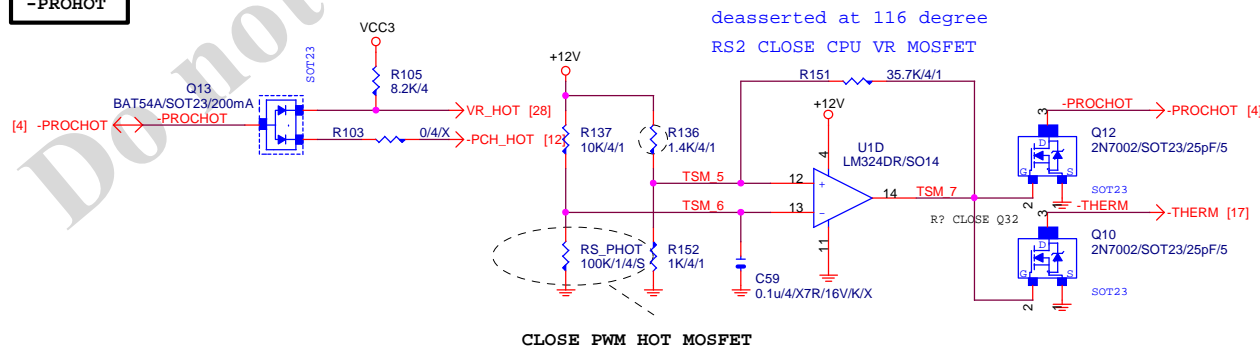 -PROHOT
Do not
deasserted at 116 degree
RS2 CLOSE CPU VR MOSFET
VCC3
SOT23
R105
8.2K/4
Q13
BAT54A/SOT23/200mA
[4] -PROCHOT
-PROCHOT
VR_HOT [28]
R103
0/4/X
-PCH_HOT [12]
+12V
R137
10K/4/1
R136
1.4K/4/1
R151
35.7K/4/1
+12V
U1D
LM324DR/SO14
4
TSM_5
12
+
TSM_6
13
-
14
TSM_7
11
R? CLOSE Q32
RS_PHOT
100K/1/4/S
R152
1K/4/1
C59
0.1u/4/X7R/16V/K/X
CLOSE PWM HOT MOSFET
3
-PROCHOT
-PROCHOT [4]
D
G
S
Q12
2N7002/SOT23/25pF/5
SOT23
2
1
3
-THERM
-THERM [17]
D
G
S
Q10
2N7002/SOT23/25pF/5
SOT23
2
1